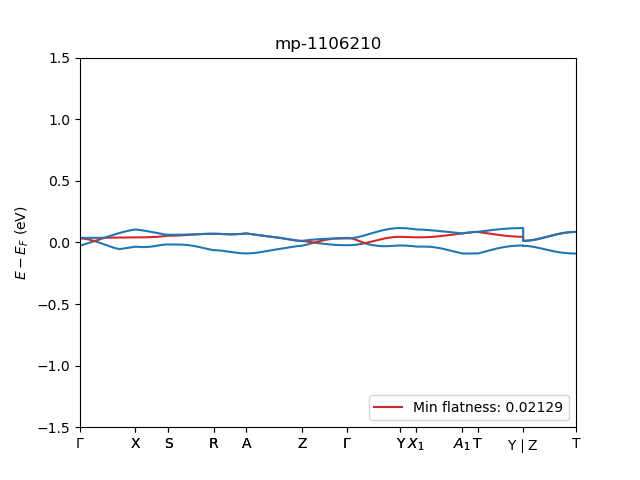 mp-1106210
E − E_F (eV)
1.5
1.0
0.5
0.0
−0.5
−1.0
−1.5
Min flatness: 0.02129
Γ X S R A Z Γ Y X₁ A₁ T Y | Z T